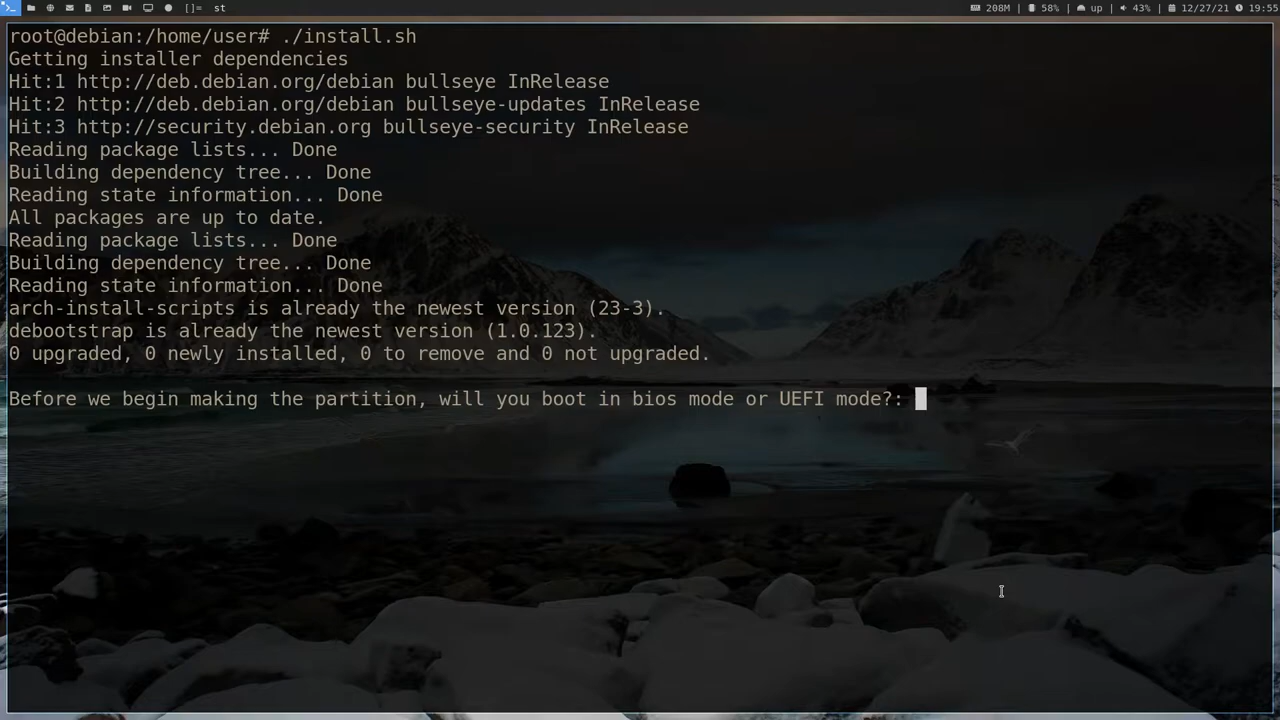 []= st 208M | 58% | up | 43% | 12/27/21 19:55
root@debian:/home/user# ./install.sh
Getting installer dependencies
Hit:1 http://deb.debian.org/debian bullseye InRelease
Hit:2 http://deb.debian.org/debian bullseye-updates InRelease
Hit:3 http://security.debian.org bullseye-security InRelease
Reading package lists... Done
Building dependency tree... Done
Reading state information... Done
All packages are up to date.
Reading package lists... Done
Building dependency tree... Done
Reading state information... Done
arch-install-scripts is already the newest version (23-3).
debootstrap is already the newest version (1.0.123).
0 upgraded, 0 newly installed, 0 to remove and 0 not upgraded.
Before we begin making the partition, will you boot in bios mode or UEFI mode?: